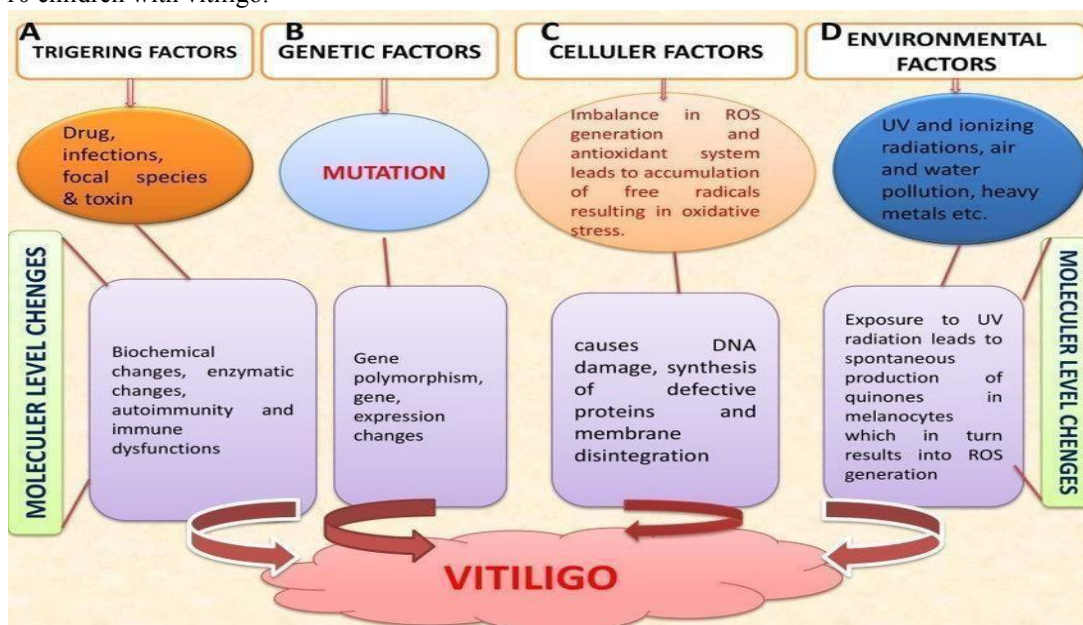 10 children with vitiligo.
A
TRIGERING FACTORS
B
GENETIC FACTORS
C
CELLULER FACTORS
D
ENVIRONMENTAL
FACTORS
Drug,
infections,
focal species
& toxin
MUTATION
Imbalance in ROS
generation and
antioxidant system
leads to accumulation
of free radicals
resulting in oxidative
stress.
UV and ionizing
radiations, air
and water
pollution, heavy
metals etc.
MOLECULER LEVEL CHENGES
Biochemical
changes, enzymatic
changes,
autoimmunity and
immune
dysfunctions
Gene
polymorphism,
gene,
expression
changes
causes DNA
damage, synthesis
of defective
proteins and
membrane
disintegration
Exposure to UV
radiation leads to
spontaneous
production of
quinones in
melanocytes
which in turn
results into ROS
generation
MOLECULER LEVEL CHENGES
VITILIGO